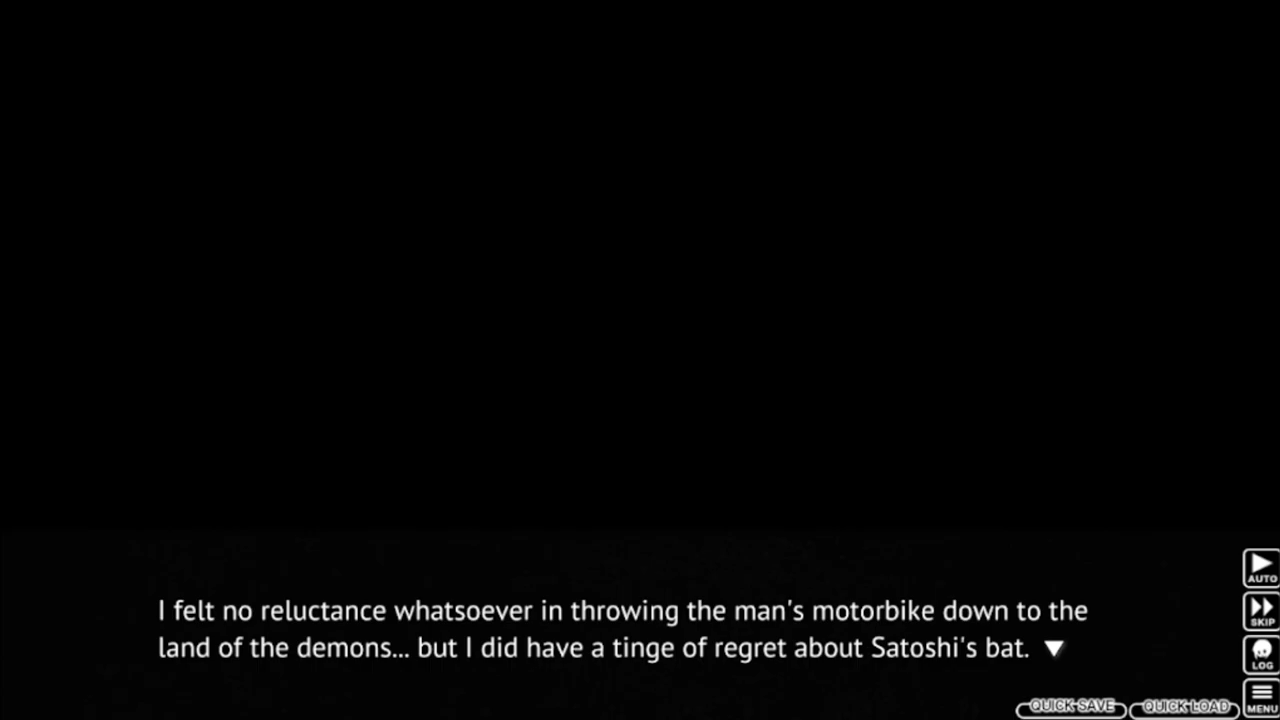 I felt no reluctance whatsoever in throwing the man's motorbike down to the
land of the demons... but I did have a tinge of regret about Satoshi's bat.
AUTO
SKIP
LOG
MENU
QUICK SAVE QUICK LOAD